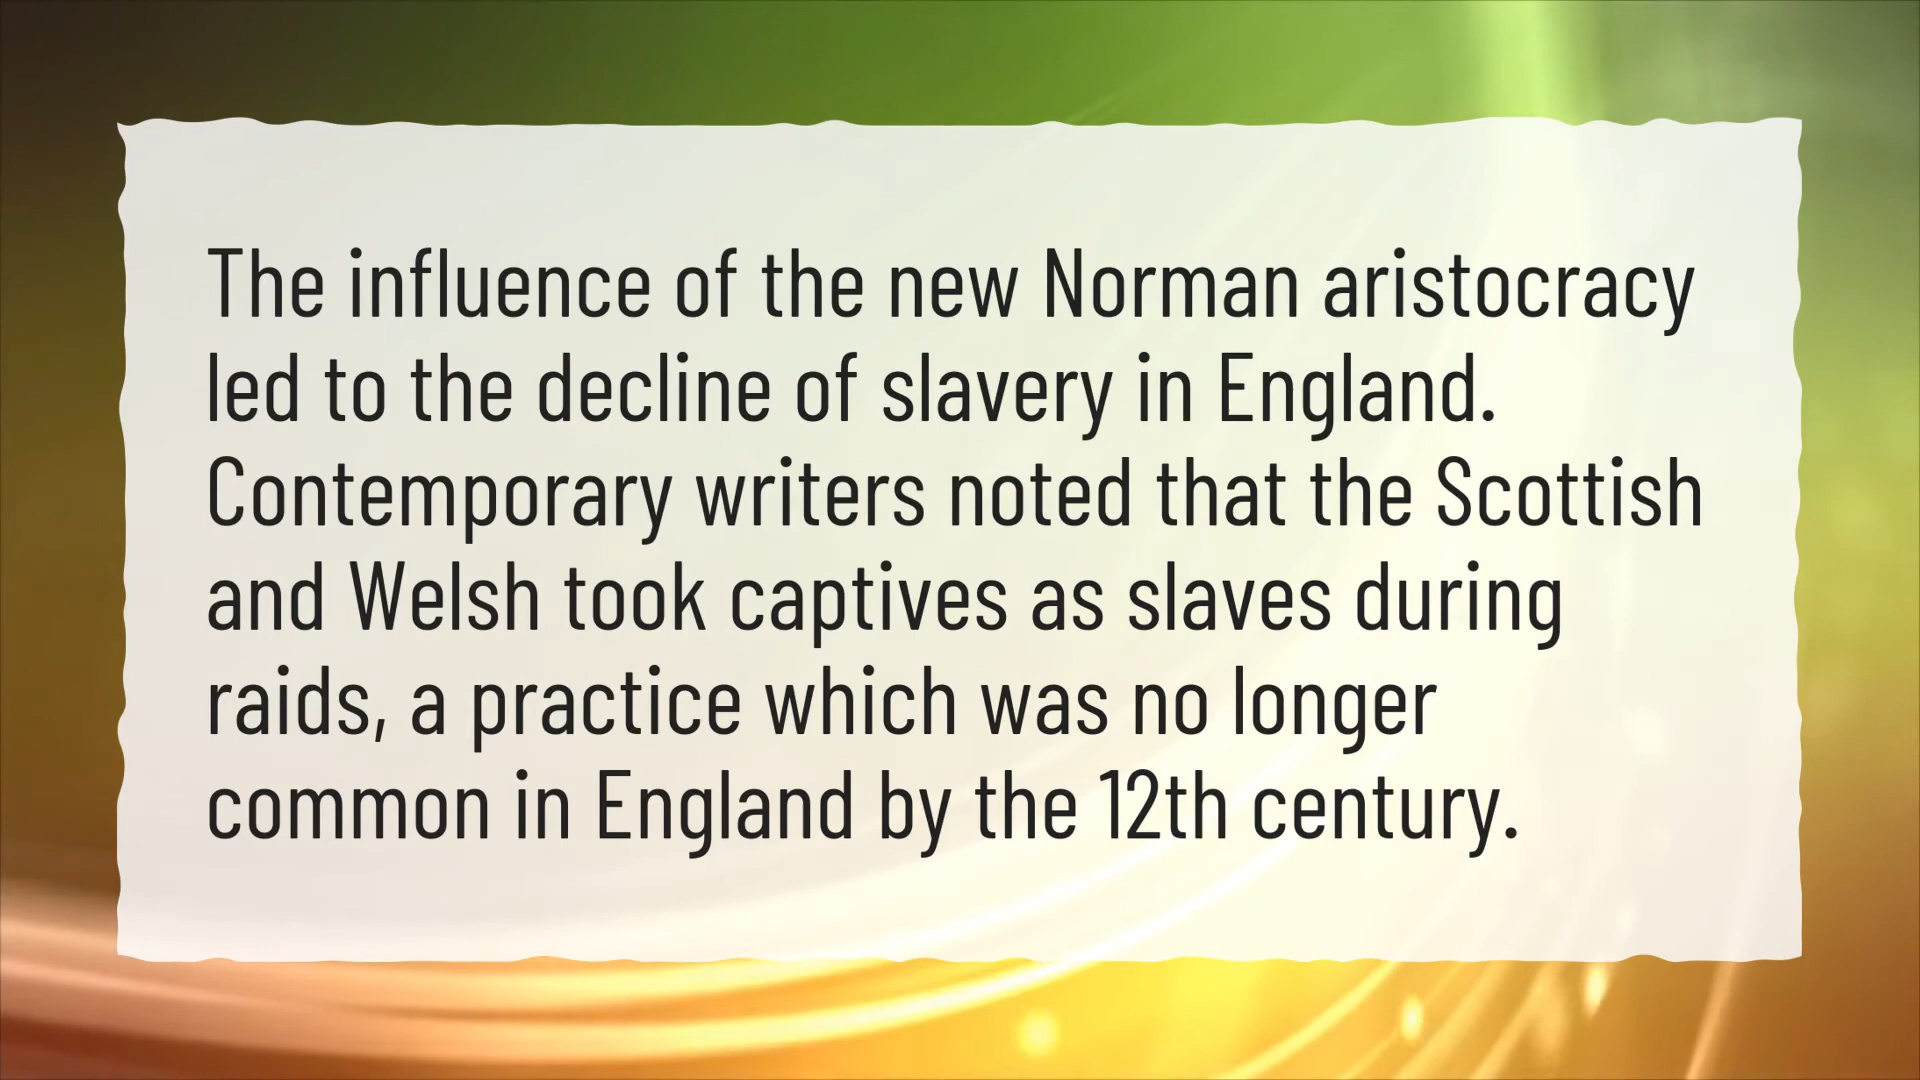 The influence of the new Norman aristocracy
led to the decline of slavery in England.
Contemporary writers noted that the Scottish
and Welsh took captives as slaves during
raids, a practice which was no longer
common in England by the 12th century.